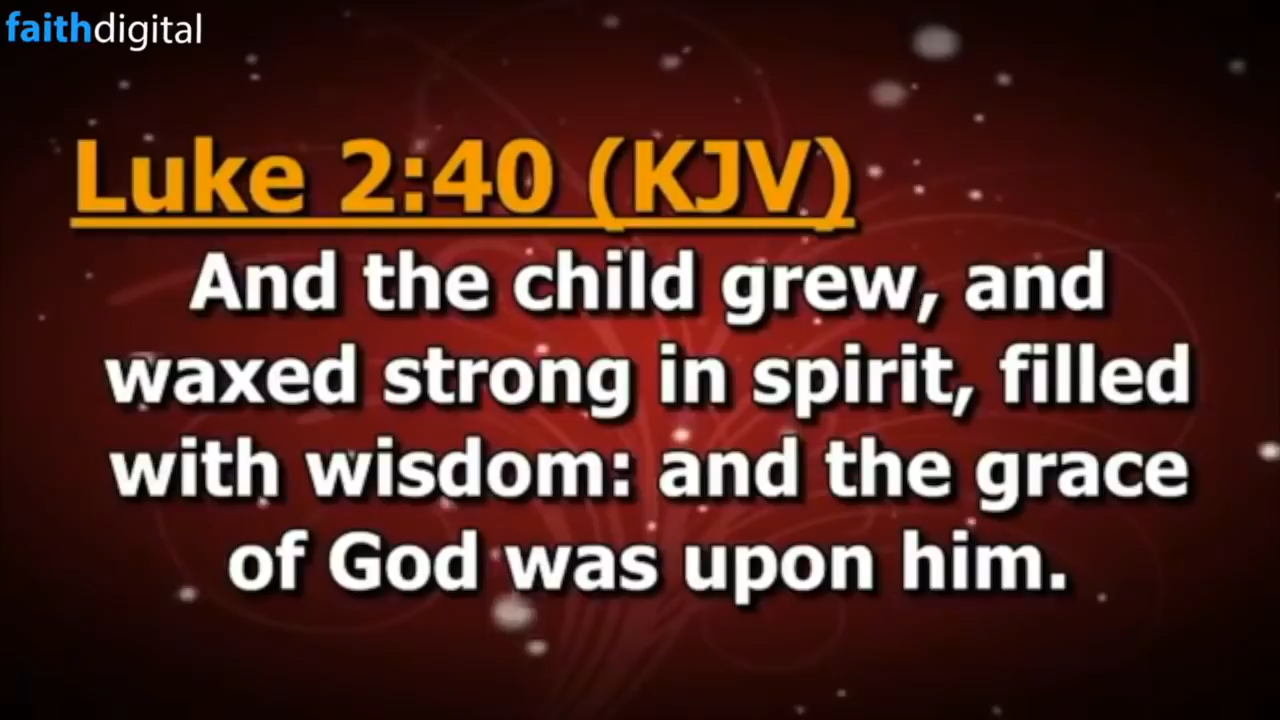 faithdigital
Luke 2:40 (KJV)
And the child grew, and
waxed strong in spirit, filled
with wisdom: and the grace
of God was upon him.